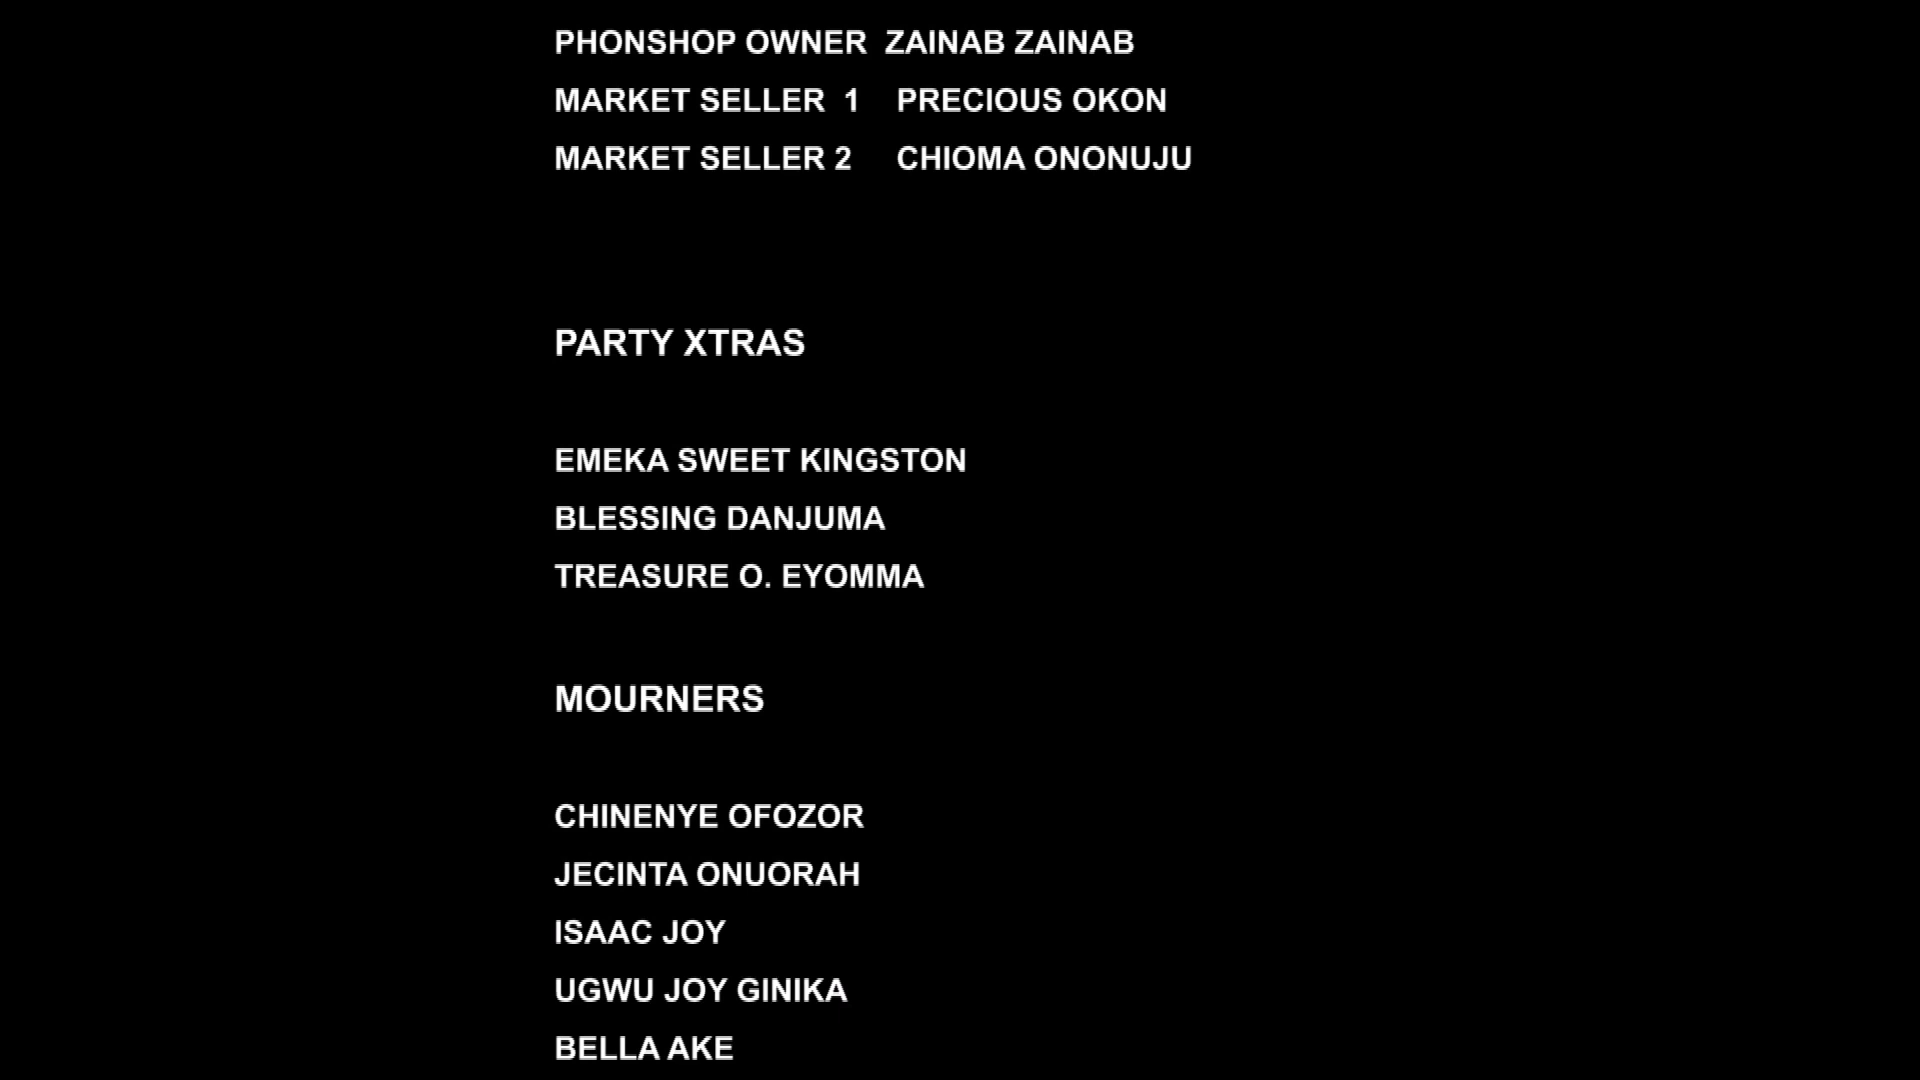 PHONSHOP OWNER  ZAINAB ZAINAB
MARKET SELLER  1    PRECIOUS OKON
MARKET SELLER 2     CHIOMA ONONUJU
PARTY XTRAS
EMEKA SWEET KINGSTON
BLESSING DANJUMA
TREASURE O. EYOMMA
MOURNERS
CHINENYE OFOZOR
JECINTA ONUORAH
ISAAC JOY
UGWU JOY GINIKA
BELLA AKE